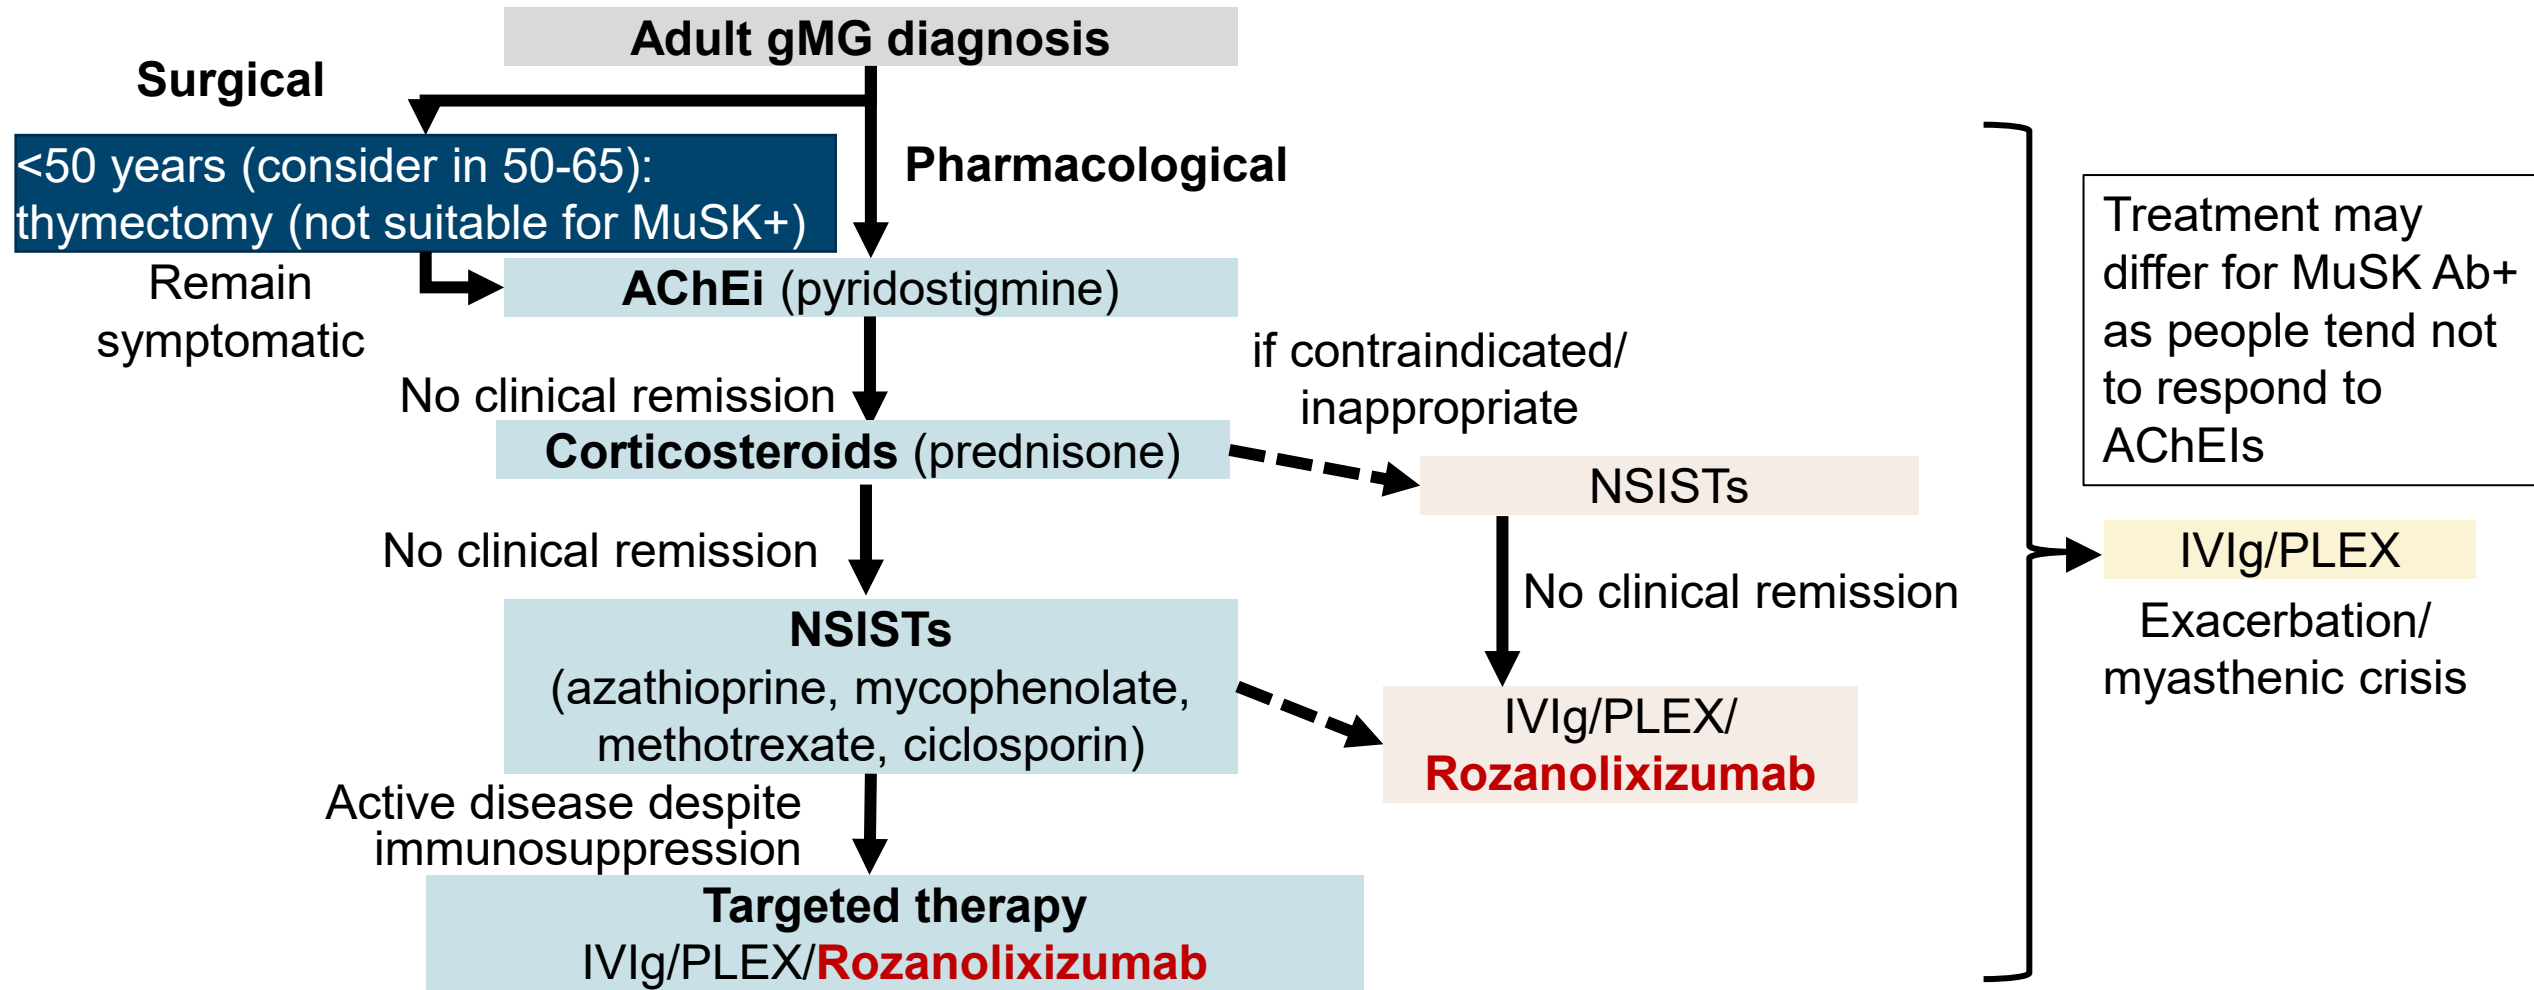 Adult gMG diagnosis
Surgical
<50 years (consider in 50-65):
thymectomy (not suitable for MuSK+)
Pharmacological
Remain
symptomatic
AChEi (pyridostigmine)
No clinical remission
if contraindicated/
inappropriate
Corticosteroids (prednisone)
NSISTs
No clinical remission
No clinical remission
NSISTs
(azathioprine, mycophenolate,
methotrexate, ciclosporin)
IVIg/PLEX/
Rozanolixizumab
Active disease despite
immunosuppression
Targeted therapy
IVIg/PLEX/Rozanolixizumab
Treatment may
differ for MuSK Ab+
as people tend not
to respond to
AChEIs
IVIg/PLEX
Exacerbation/
myasthenic crisis